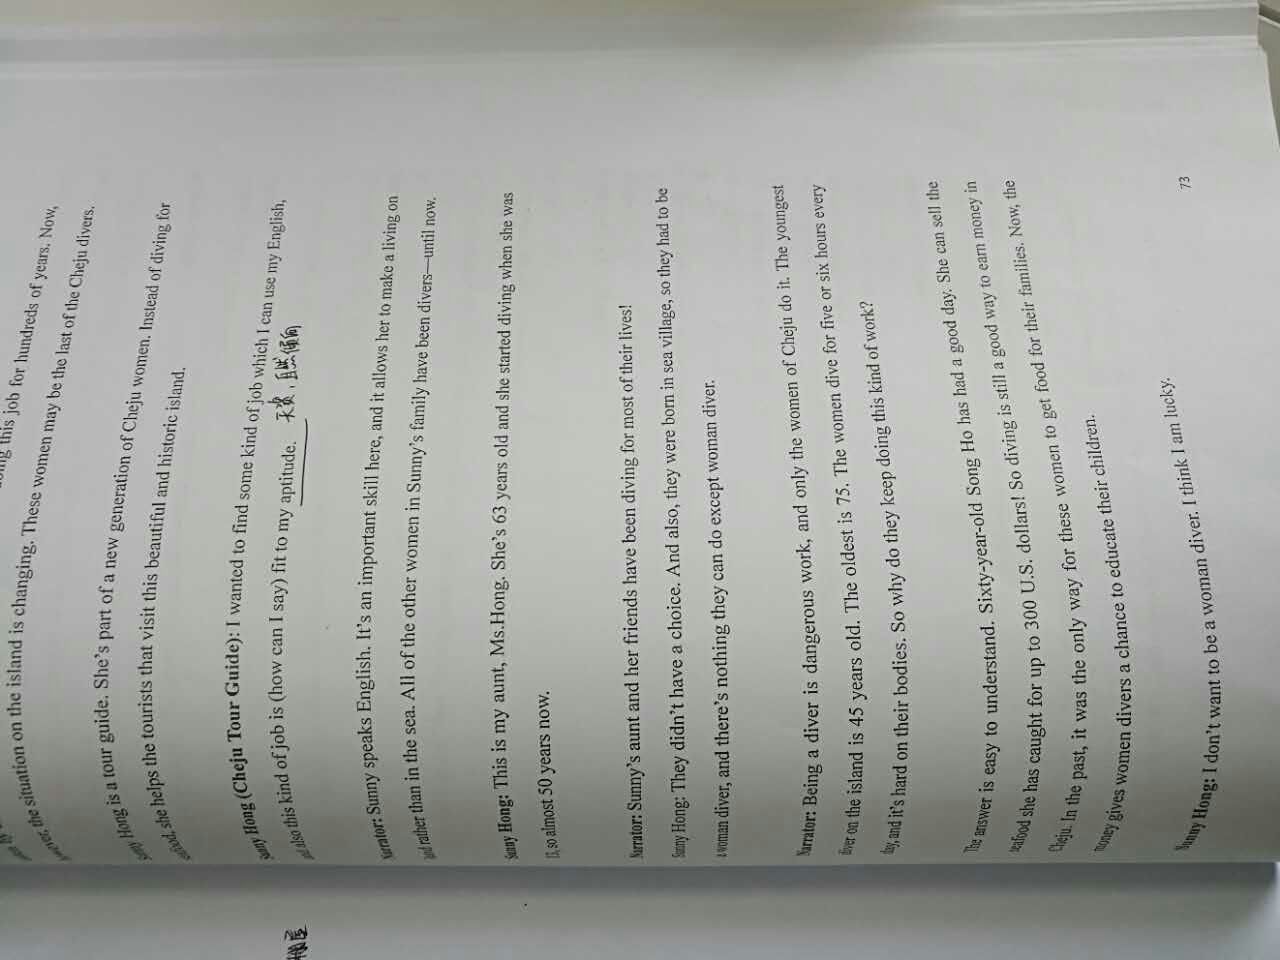 this job for hundreds of years. Now,
the situation on the island is changing. These women may be the last of the Cheju divers.
Sunny Hong is a tour guide. She's part of a new generation of Cheju women. Instead of diving for
seafood, she helps the tourists that visit this beautiful and historic island.
Sunny Hong (Cheju Tour Guide): I wanted to find some kind of job which I can use my English,
and also this kind of job is (how can I say) fit to my aptitude. 天资，自然倾向
Narrator: Sunny speaks English. It's an important skill here, and it allows her to make a living on
land rather than in the sea. All of the other women in Sunny's family have been divers—until now.
Sunny Hong: This is my aunt, Ms.Hong. She's 63 years old and she started diving when she was
13, so almost 50 years now.
Narrator: Sunny's aunt and her friends have been diving for most of their lives!
Sunny Hong: They didn't have a choice. And also, they were born in sea village, so they had to be
a woman diver, and there's nothing they can do except woman diver.
Narrator: Being a diver is dangerous work, and only the women of Cheju do it. The youngest
diver on the island is 45 years old. The oldest is 75. The women dive for five or six hours every
day, and it's hard on their bodies. So why do they keep doing this kind of work?
The answer is easy to understand. Sixty-year-old Song Ho has had a good day. She can sell the
seafood she has caught for up to 300 U.S. dollars! So diving is still a good way to earn money in
Cheju. In the past, it was the only way for these women to get food for their families. Now, the
money gives women divers a chance to educate their children.
Sunny Hong: I don't want to be a woman diver. I think I am lucky.
73